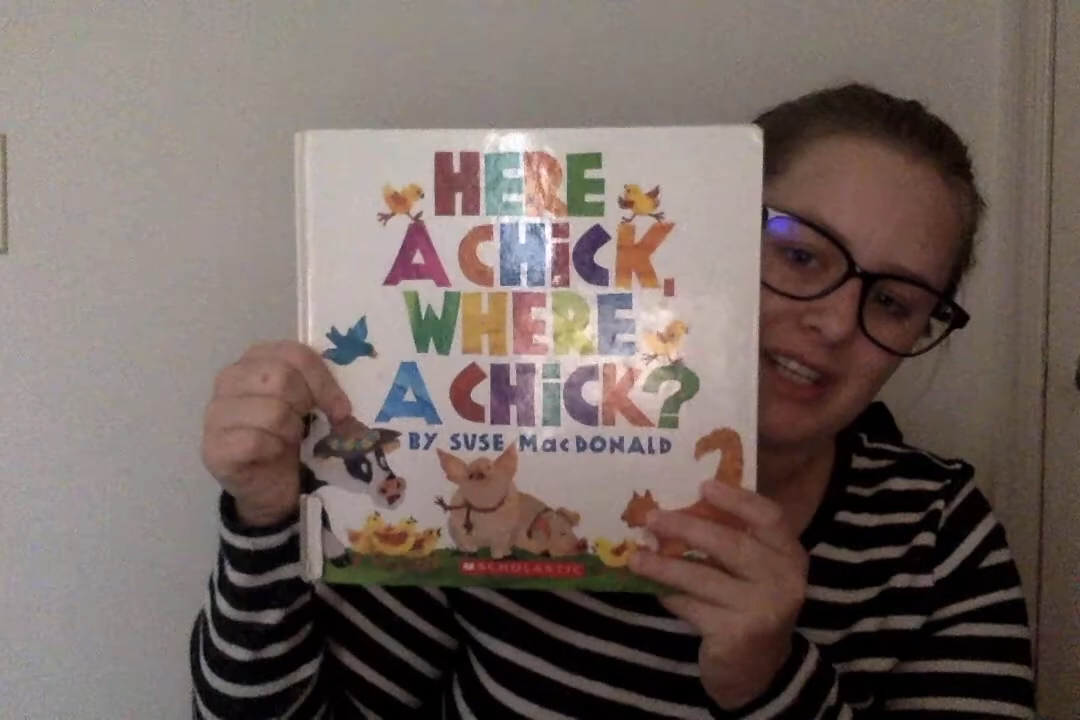 HERE
A CHiCK,
WHERE
A CHiCK?
BY SUSE MacDONALD
SCHOLASTIC